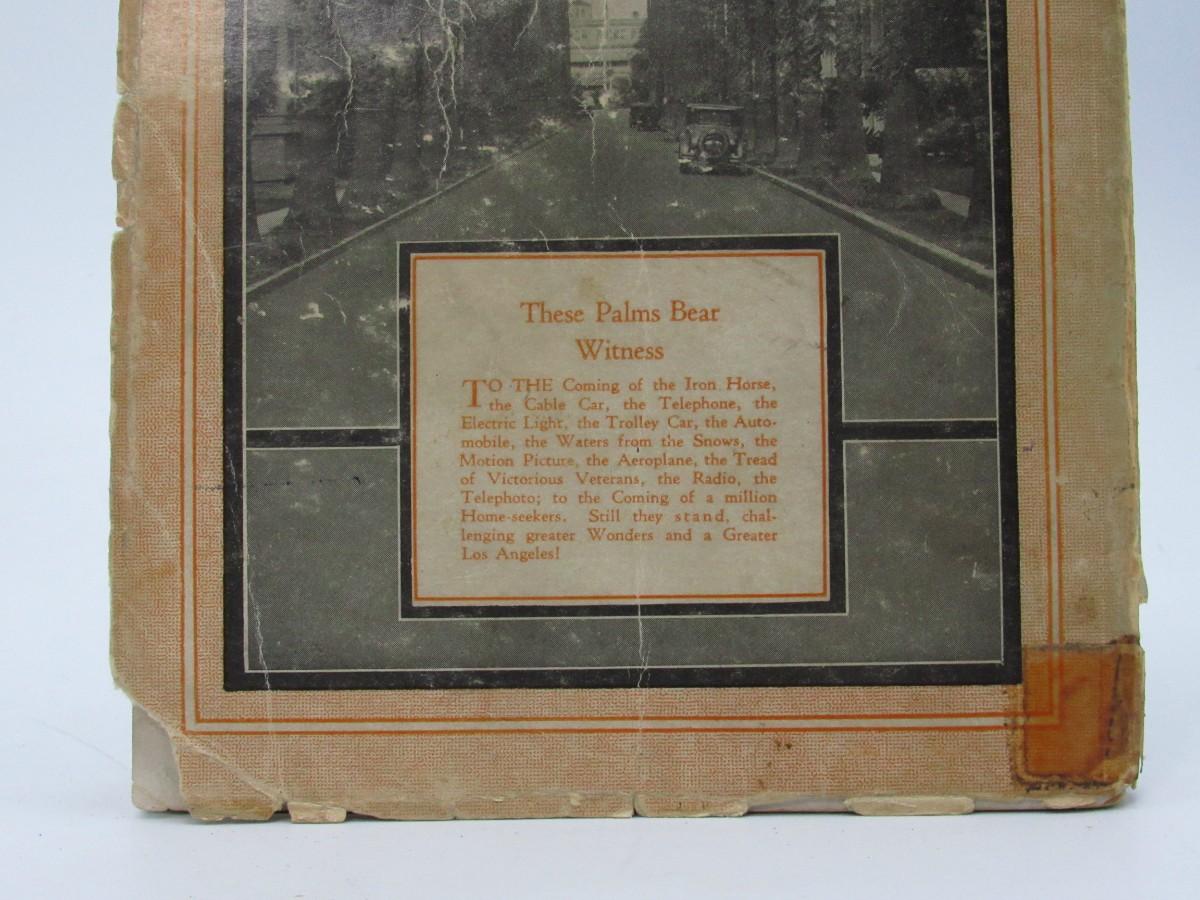 These Palms Bear
Witness
TO THE Coming of the Iron Horse,
the Cable Car, the Telephone, the
Electric Light, the Trolley Car, the Auto-
mobile, the Waters from the Snows, the
Motion Picture, the Aeroplane, the Tread
of Victorious Veterans, the Radio, the
Telephoto; to the Coming of a million
Home-seekers. Still they stand, chal-
lenging greater Wonders and a Greater
Los Angeles!